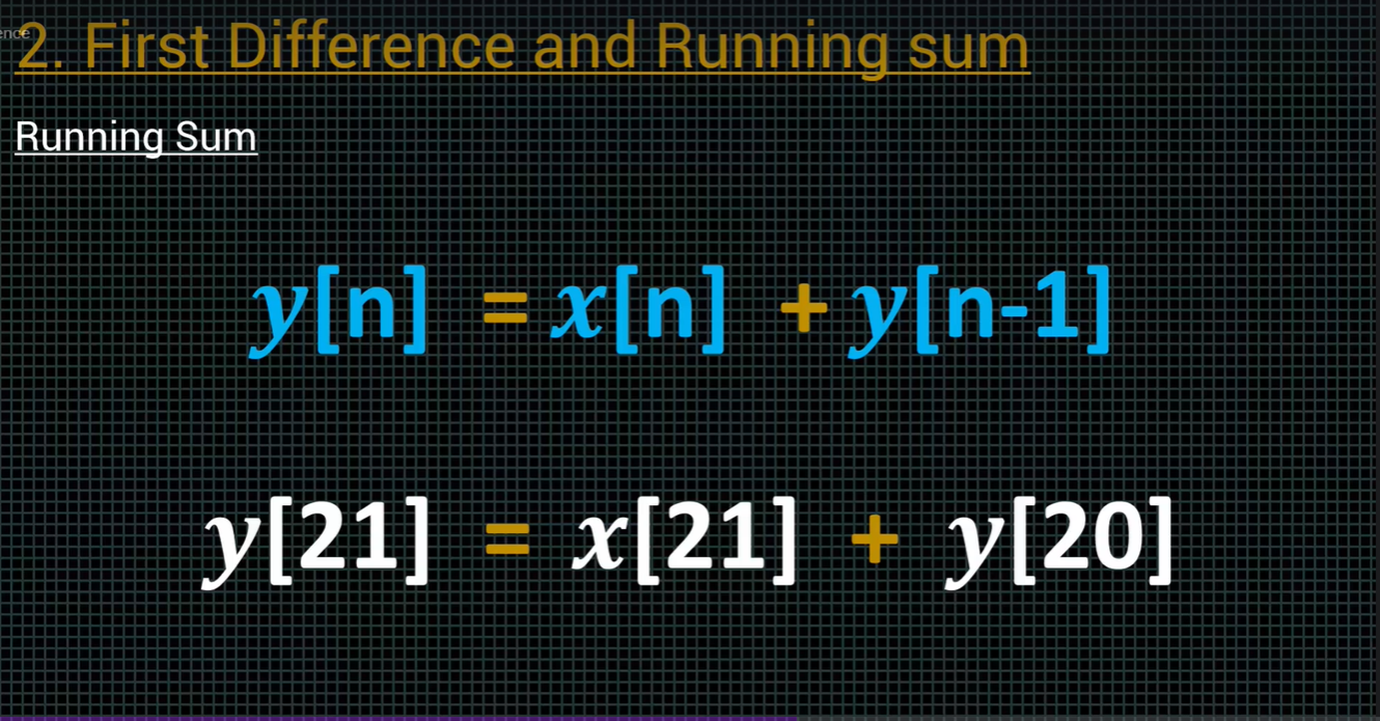 2. First Difference and Running sum
Running Sum
y[n] = x[n] + y[n-1]
y[21] = x[21] + y[20]